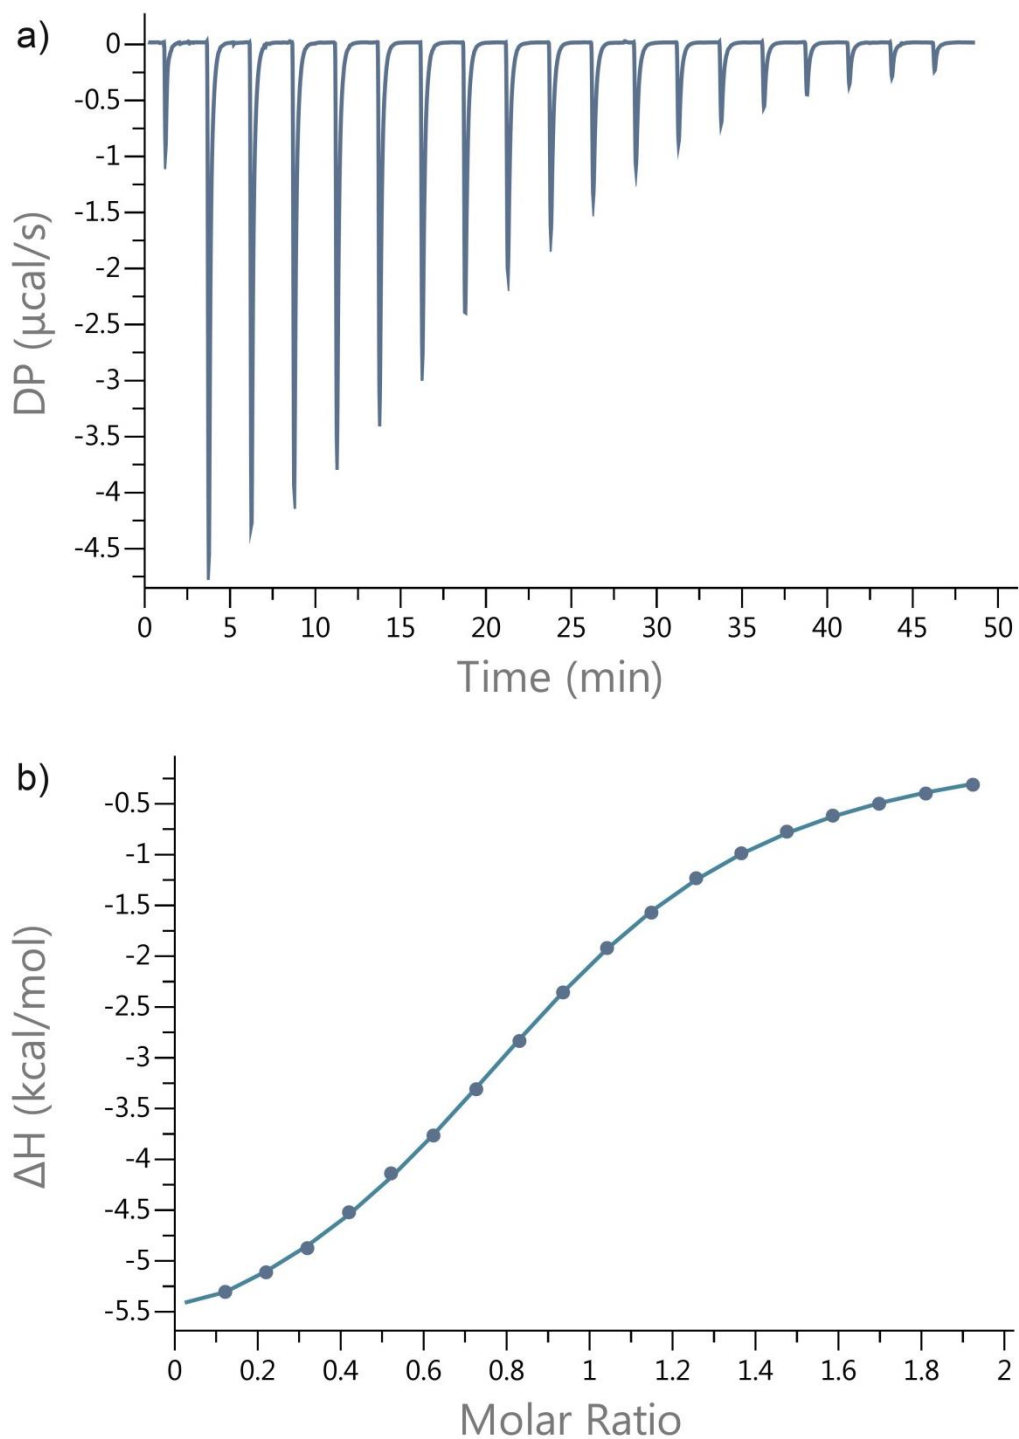 a)
0
-0.5
-1
-1.5
-2
-2.5
-3
-3.5
-4
-4.5
DP (µcal/s)
0 5 10 15 20 25 30 35 40 45 50
Time (min)
b)
-0.5
-1
-1.5
-2
-2.5
-3
-3.5
-4
-4.5
-5
-5.5
ΔH (kcal/mol)
0 0.2 0.4 0.6 0.8 1 1.2 1.4 1.6 1.8 2
Molar Ratio